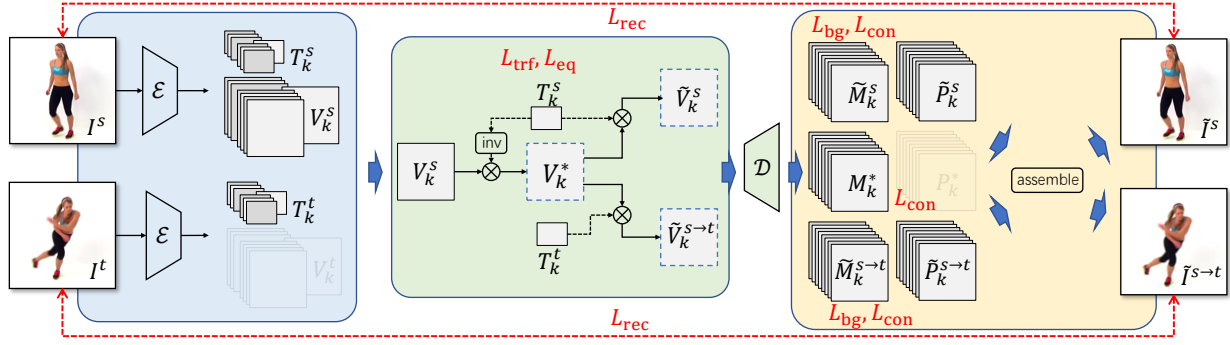 L_rec
I^s
ℰ
T_k^s
V_k^s
I^t
ℰ
T_k^t
V_k^t
L_trf, L_eq
T_k^s
inv
V_k^s
V_k^*
T_k^t
Ṽ_k^s
Ṽ_k^{s→t}
𝒟
L_bg, L_con
M̃_k^s
P̃_k^s
M_k^*
P_k^*
L_con
M̃_k^{s→t}
P̃_k^{s→t}
L_bg, L_con
assemble
Ĩ^s
Ĩ^{s→t}
L_rec